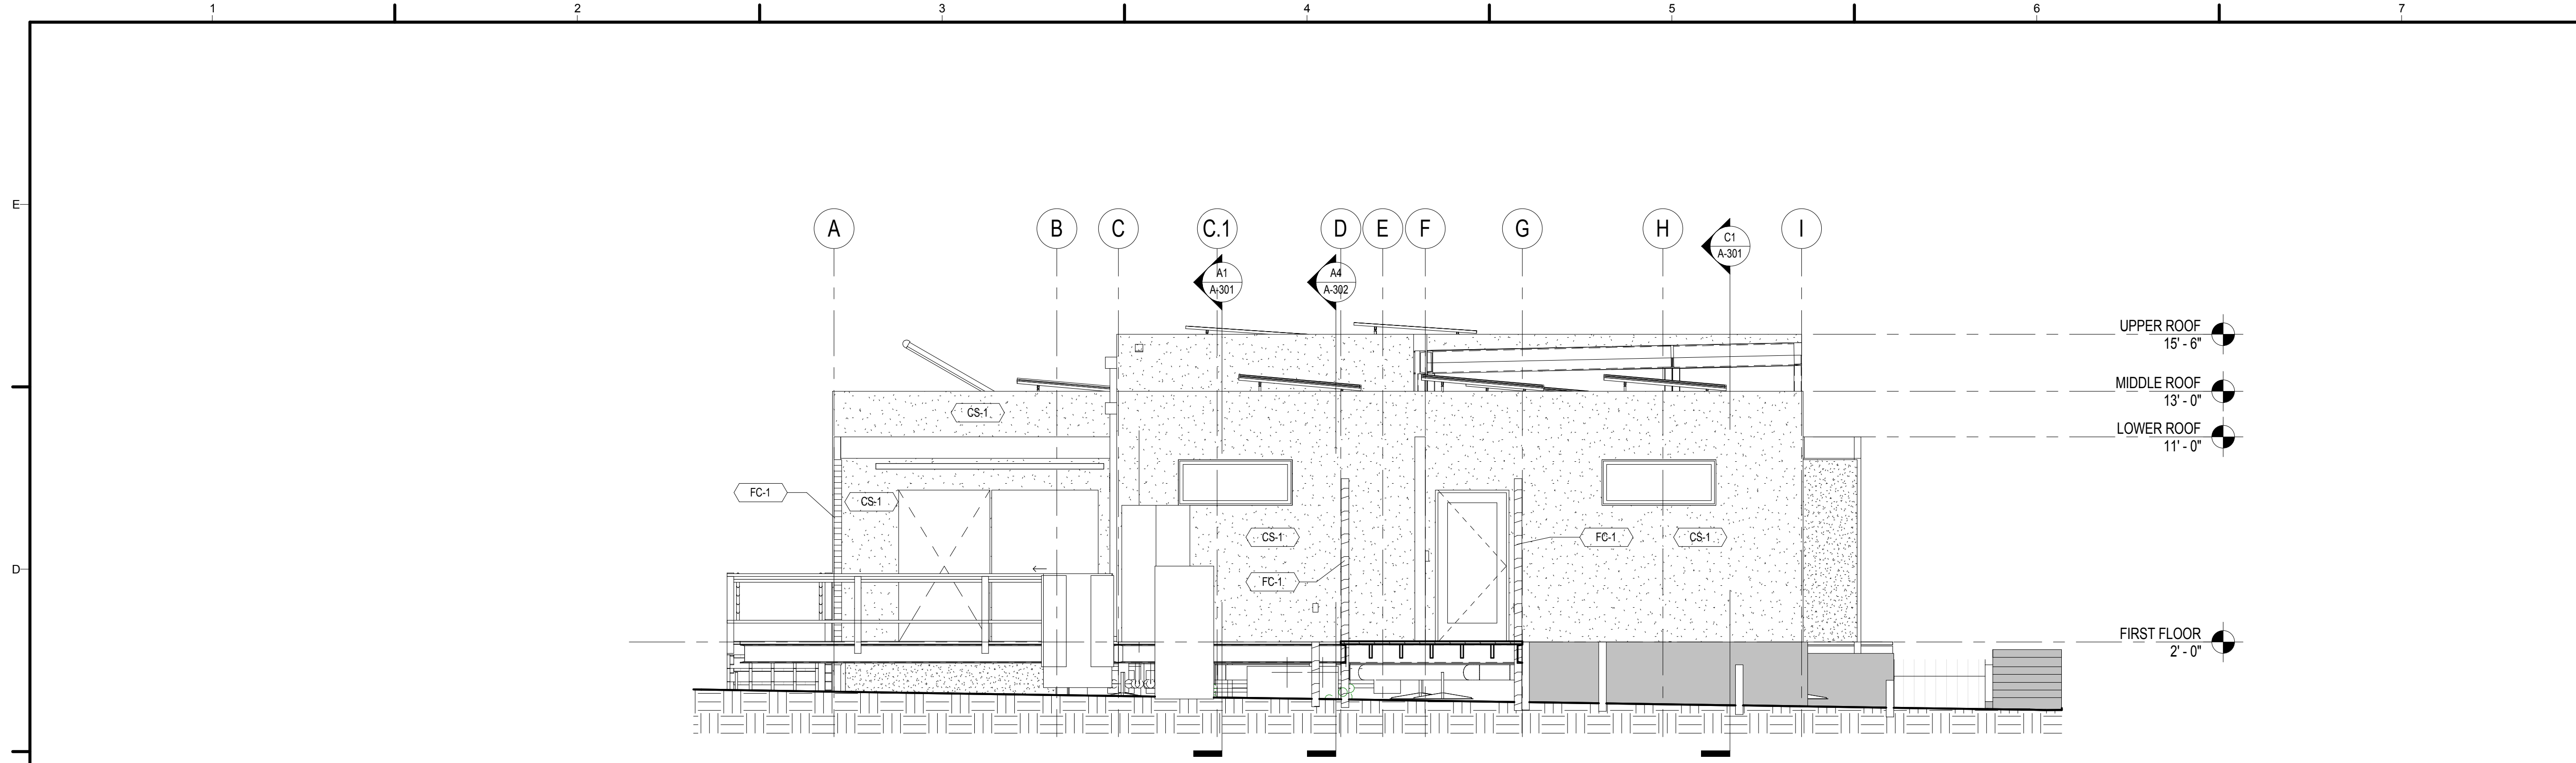 1 2 3 4 5 6 7
E
A B C C.1 D E F G H I
C1
A-301
A1
A-301
A4
A-302
UPPER ROOF
15' - 6"
MIDDLE ROOF
13' - 0"
CS-1
LOWER ROOF
11' - 0"
FC-1
CS-1
CS-1
FC-1
CS-1
D
FC-1
FIRST FLOOR
2' - 0"